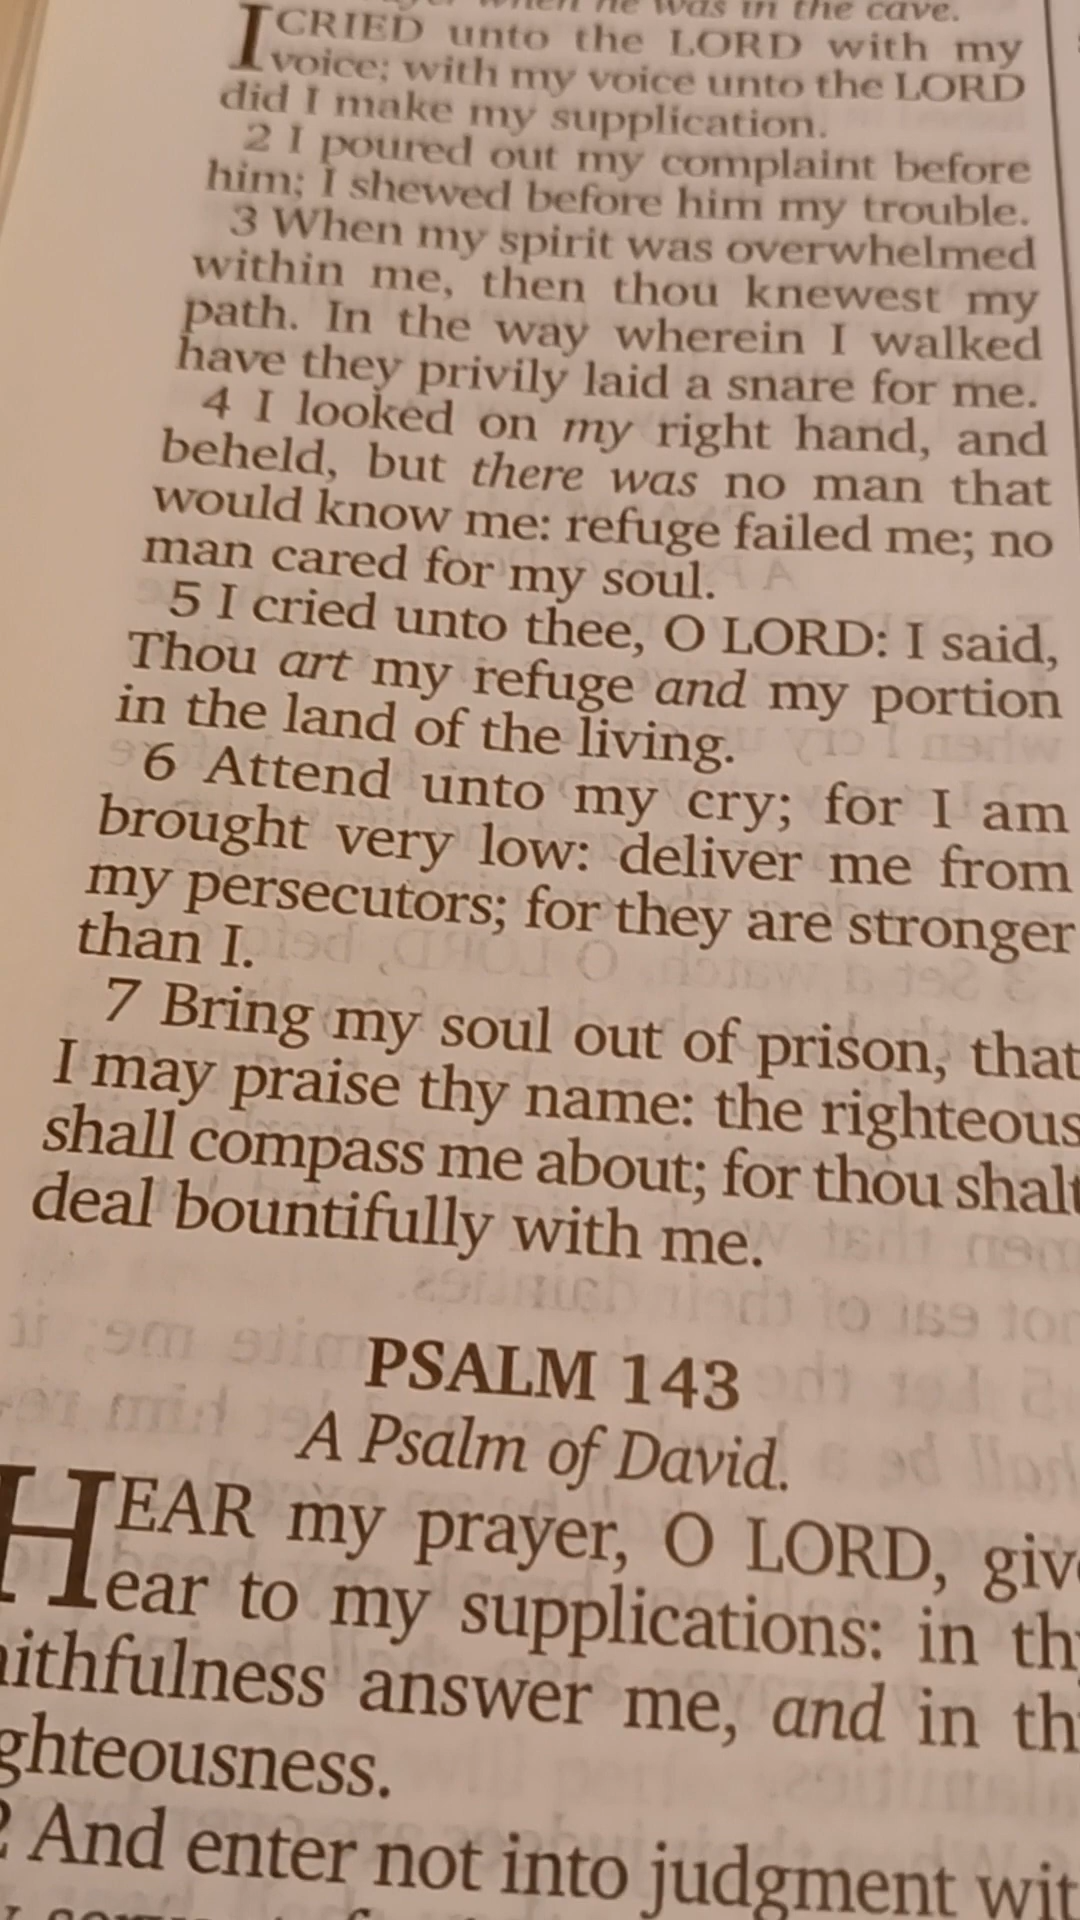 when he was in the cave.
I CRIED unto the LORD with my
voice; with my voice unto the LORD
did I make my supplication.
2 I poured out my complaint before
him; I shewed before him my trouble.
3 When my spirit was overwhelmed
within me, then thou knewest my
path. In the way wherein I walked
have they privily laid a snare for me.
4 I looked on my right hand, and
beheld, but there was no man that
would know me: refuge failed me; no
man cared for my soul.
5 I cried unto thee, O LORD: I said,
Thou art my refuge and my portion
in the land of the living.
6 Attend unto my cry; for I am
brought very low: deliver me from
my persecutors; for they are stronger
than I.
7 Bring my soul out of prison, that
I may praise thy name: the righteous
shall compass me about; for thou shalt
deal bountifully with me.
PSALM 143
A Psalm of David.
HEAR my prayer, O LORD, give
ear to my supplications: in th
aithfulness answer me, and in th
ghteousness.
2 And enter not into judgment wit